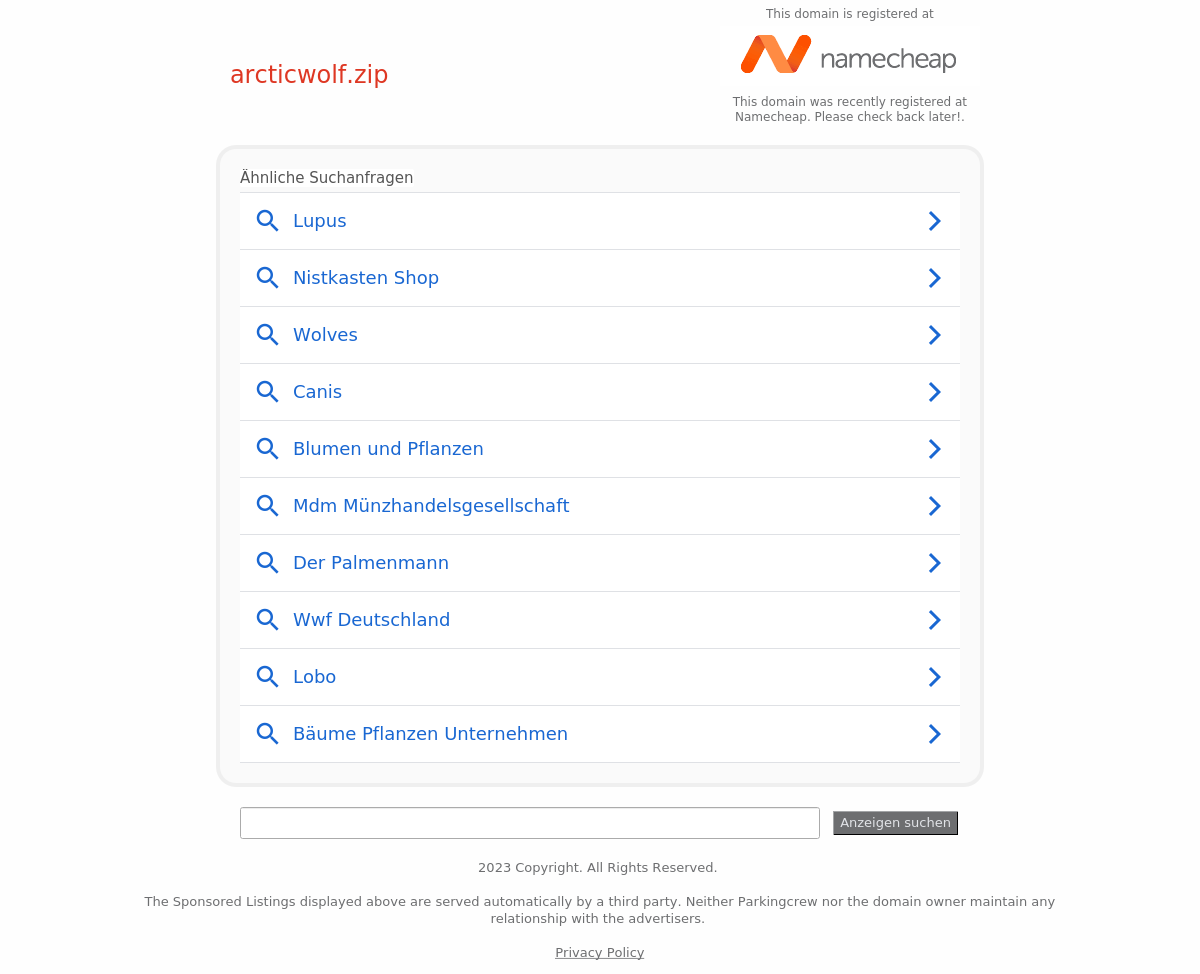 This domain is registered at
namecheap
arcticwolf.zip
This domain was recently registered at
Namecheap. Please check back later!.
Ähnliche Suchanfragen
Lupus
Nistkasten Shop
Wolves
Canis
Blumen und Pflanzen
Mdm Münzhandelsgesellschaft
Der Palmenmann
Wwf Deutschland
Lobo
Bäume Pflanzen Unternehmen
Anzeigen suchen
2023 Copyright. All Rights Reserved.
The Sponsored Listings displayed above are served automatically by a third party. Neither Parkingcrew nor the domain owner maintain any
relationship with the advertisers.
Privacy Policy